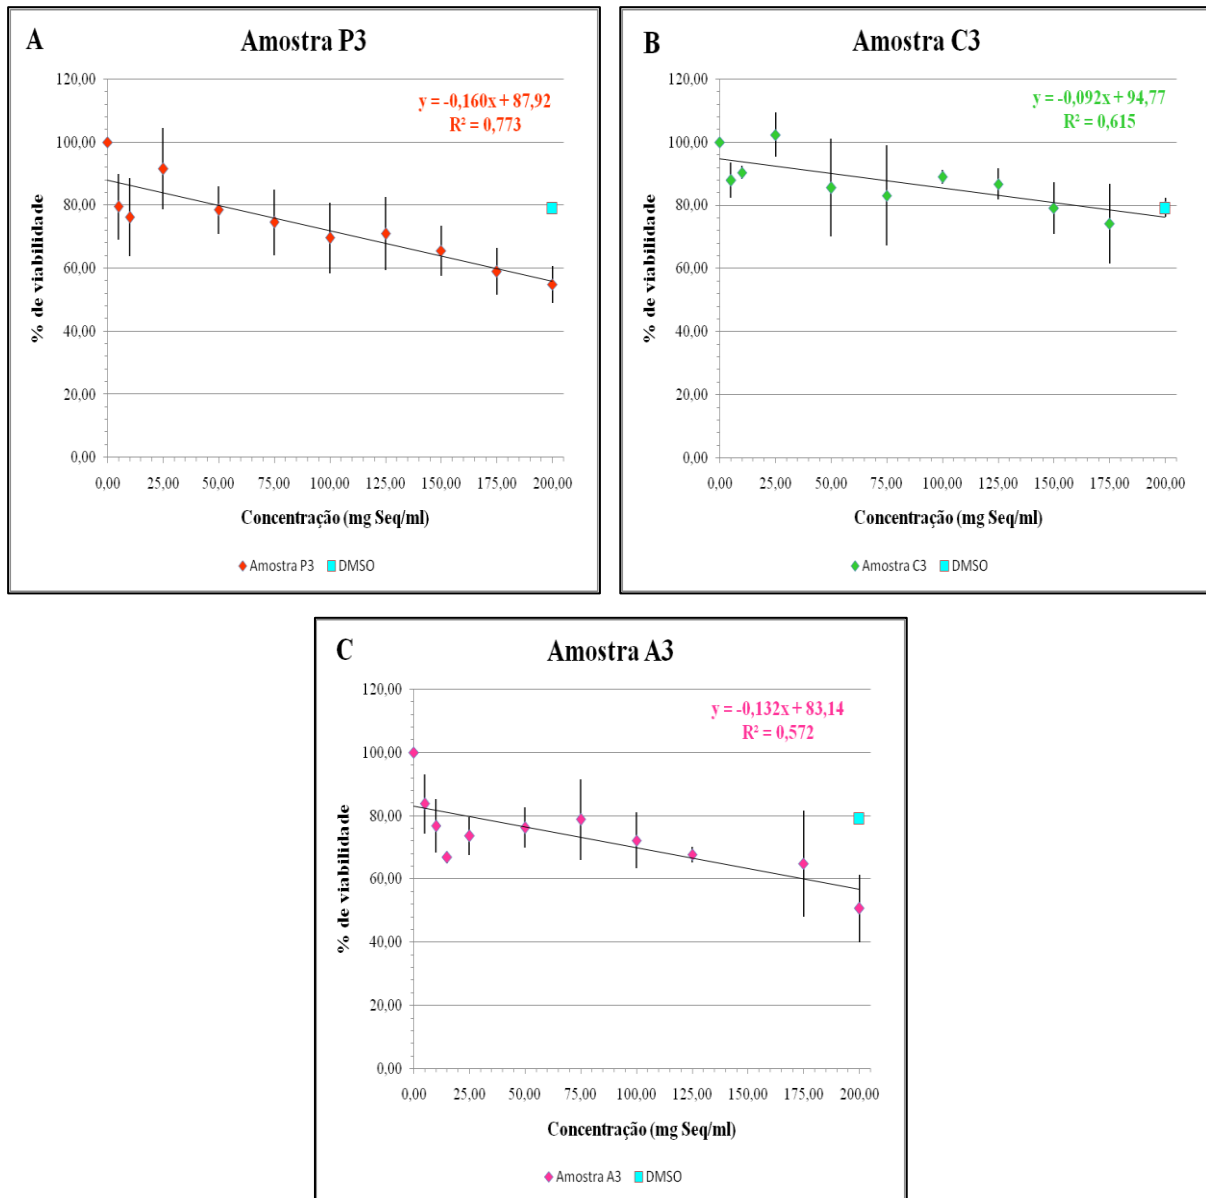 A
Amostra P3
y = -0,160x + 87,92
R² = 0,773
120,00
100,00
80,00
60,00
40,00
20,00
0,00
% de viabilidade
0,00 25,00 50,00 75,00 100,00 125,00 150,00 175,00 200,00
Concentração (mg Seq/ml)
Amostra P3 DMSO
B
Amostra C3
y = -0,092x + 94,77
R² = 0,615
120,00
100,00
80,00
60,00
40,00
20,00
0,00
% de viabilidade
0,00 25,00 50,00 75,00 100,00 125,00 150,00 175,00 200,00
Concentração (mg Seq/ml)
Amostra C3 DMSO
C
Amostra A3
y = -0,132x + 83,14
R² = 0,572
120,00
100,00
80,00
60,00
40,00
20,00
0,00
% de viabilidade
0,00 25,00 50,00 75,00 100,00 125,00 150,00 175,00 200,00
Concentração (mg Seq/ml)
Amostra A3 DMSO